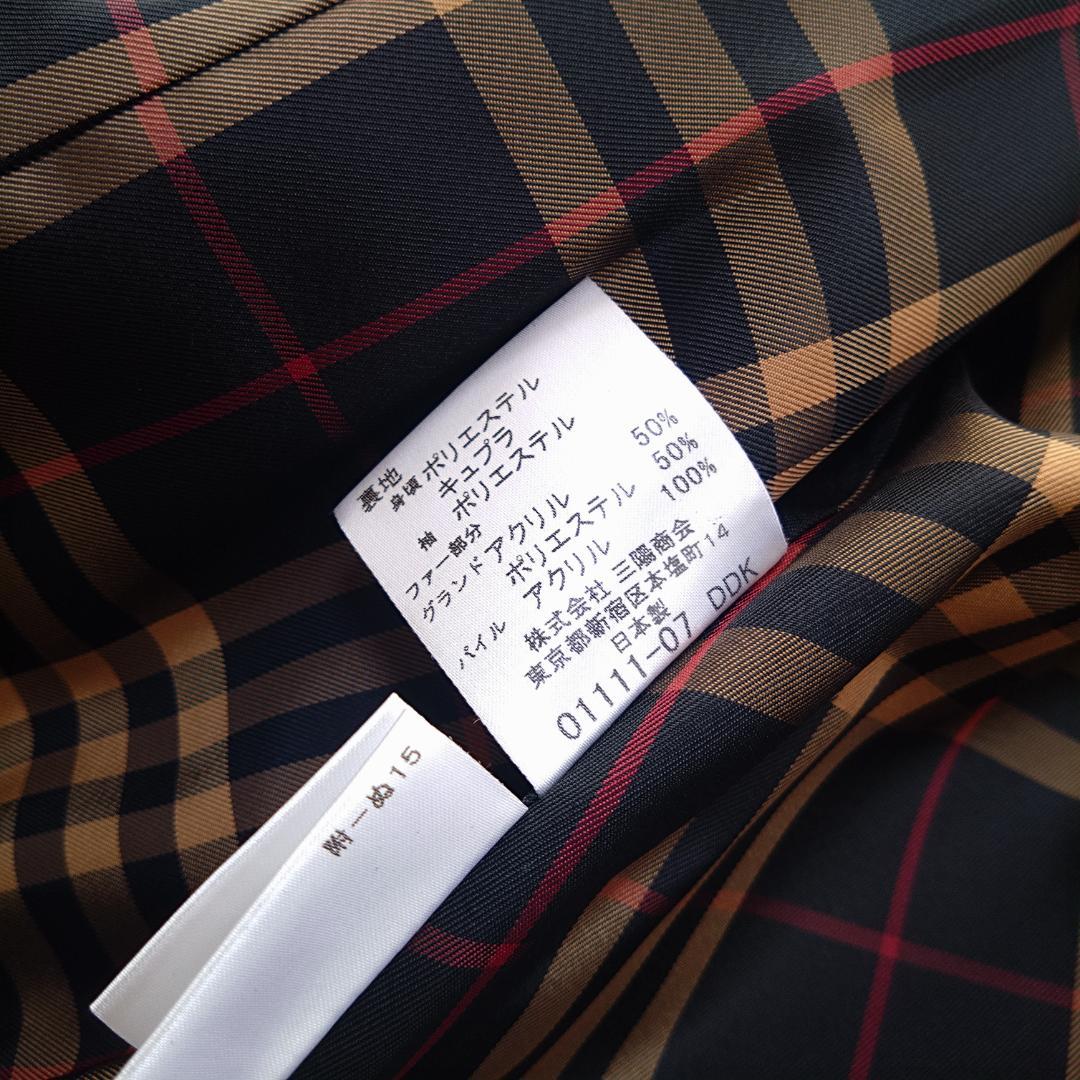 裏地
身頃 ポリエステル 50%
キュプラ 50%
袖 ポリエステル 100%
ファー部分
グランド アクリル
ポリエステル
パイル アクリル
株式会社 三陽商会
東京都新宿区本塩町14
日本製
01111-07 DDK
附一ぬ15